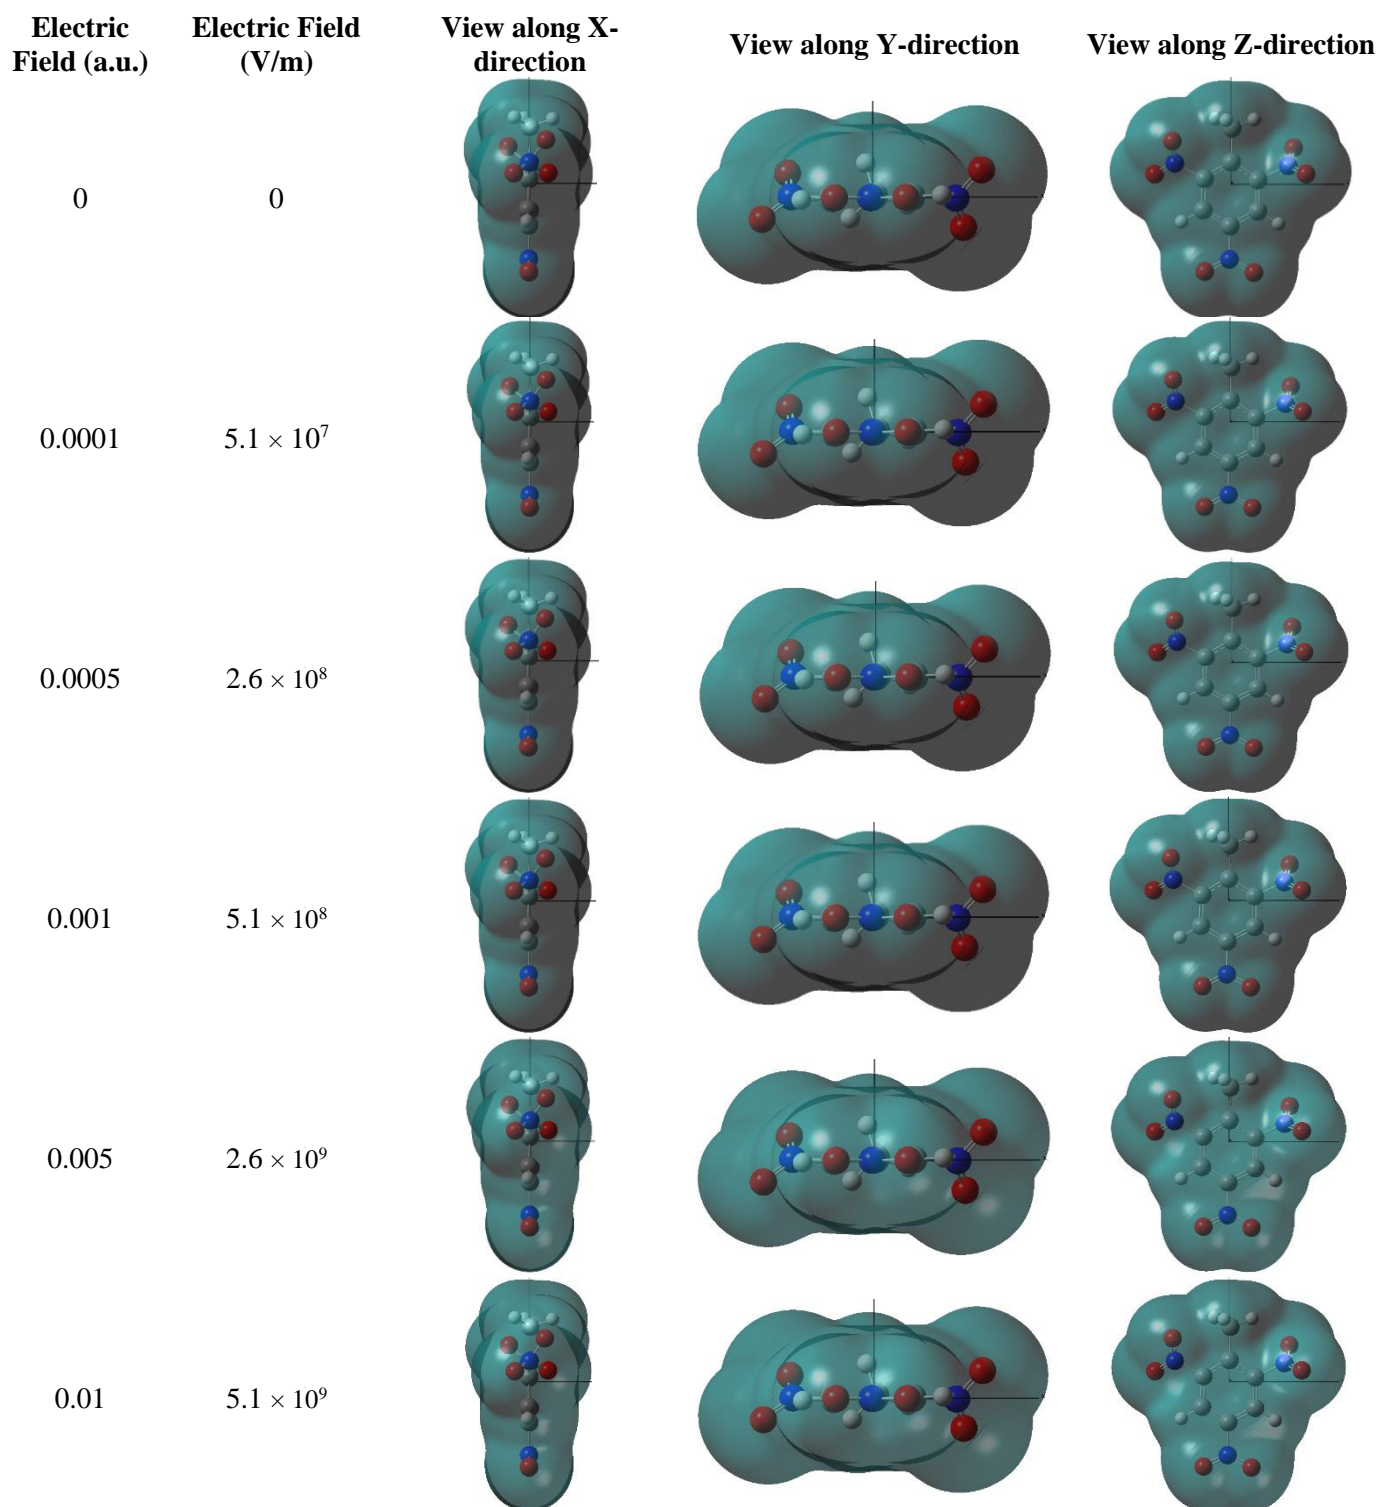 Electric Field (a.u.) Electric Field (V/m) View along X-direction View along Y-direction View along Z-direction
0 0
0.0001 5.1 × 10⁷
0.0005 2.6 × 10⁸
0.001 5.1 × 10⁸
0.005 2.6 × 10⁹
0.01 5.1 × 10⁹